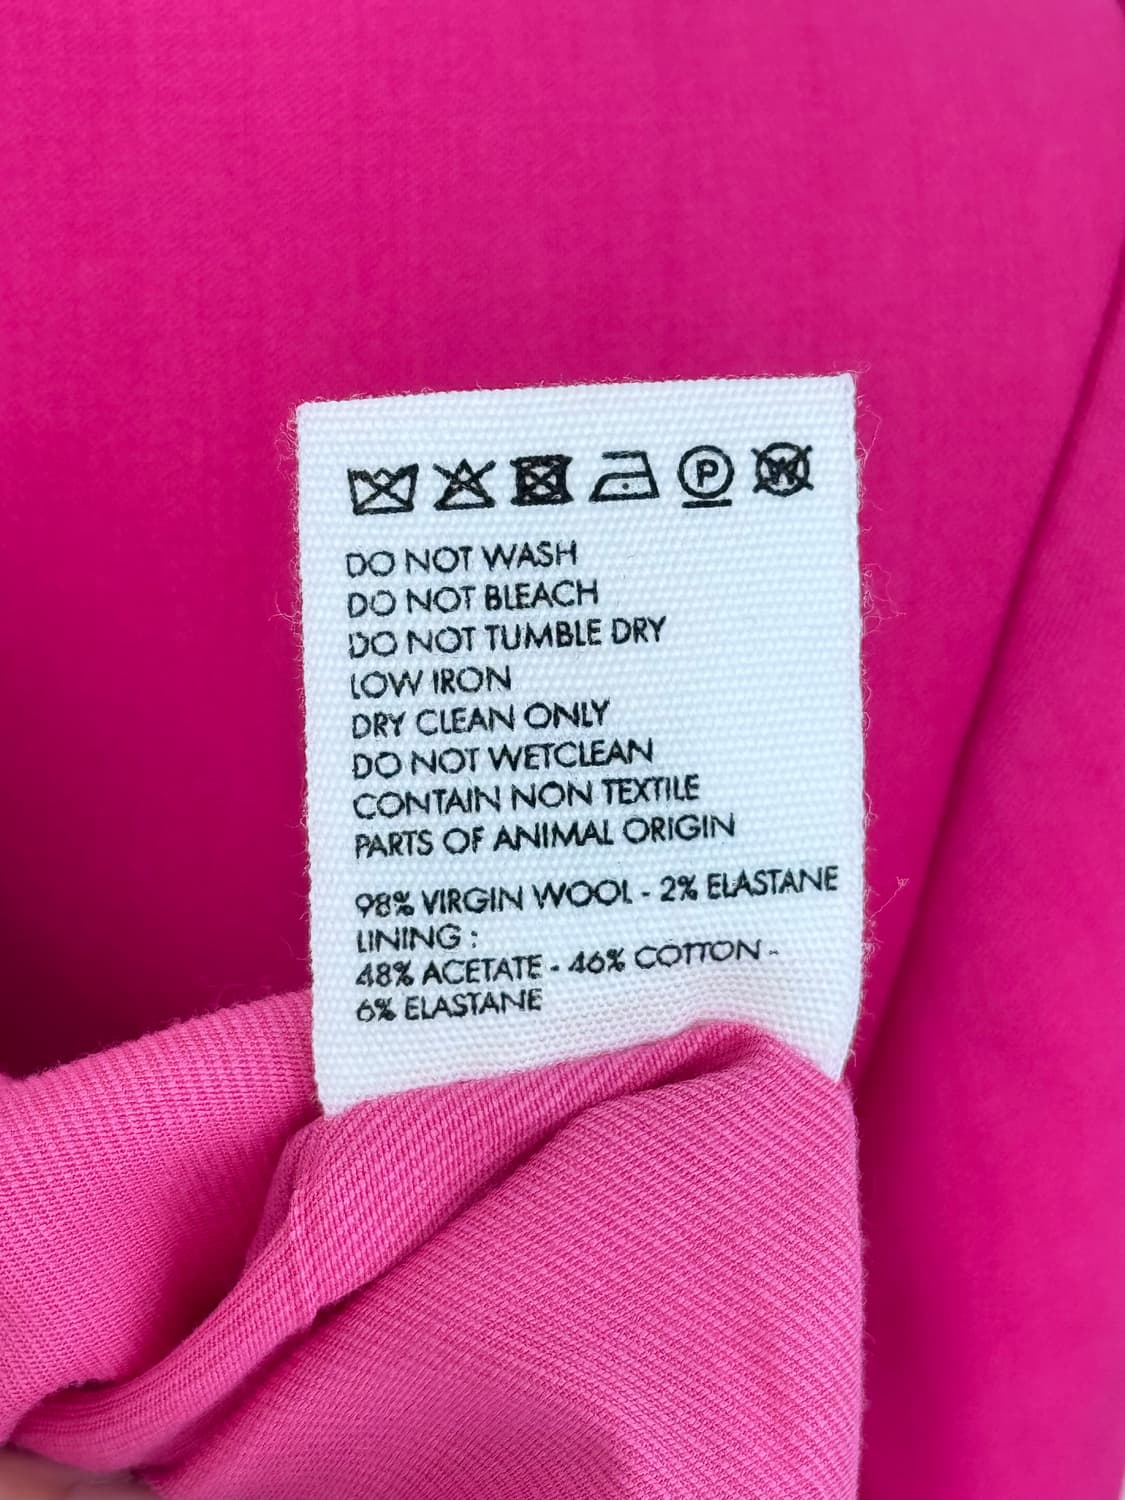 P W
DO NOT WASH
DO NOT BLEACH
DO NOT TUMBLE DRY
LOW IRON
DRY CLEAN ONLY
DO NOT WETCLEAN
CONTAIN NON TEXTILE
PARTS OF ANIMAL ORIGIN
98% VIRGIN WOOL - 2% ELASTANE
LINING :
48% ACETATE - 46% COTTON -
6% ELASTANE